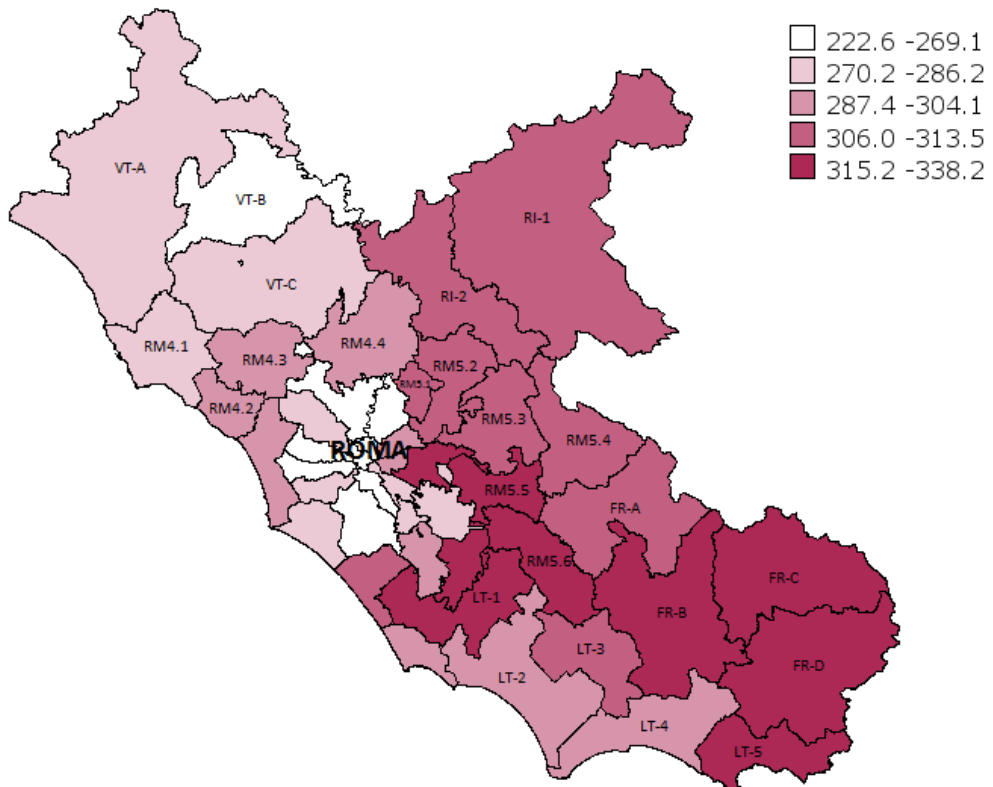 222.6 -269.1
270.2 -286.2
287.4 -304.1
306.0 -313.5
315.2 -338.2
VT-A
VT-B
RI-1
VT-C
RI-2
RM4.1
RM4.3
RM4.4
RM5.2
RM5.1
RM4.2
RM5.3
RM5.4
ROMA
RM5.5
FR-A
RM5.6
FR-C
LT-1
FR-B
LT-3
FR-D
LT-2
LT-4
LT-5